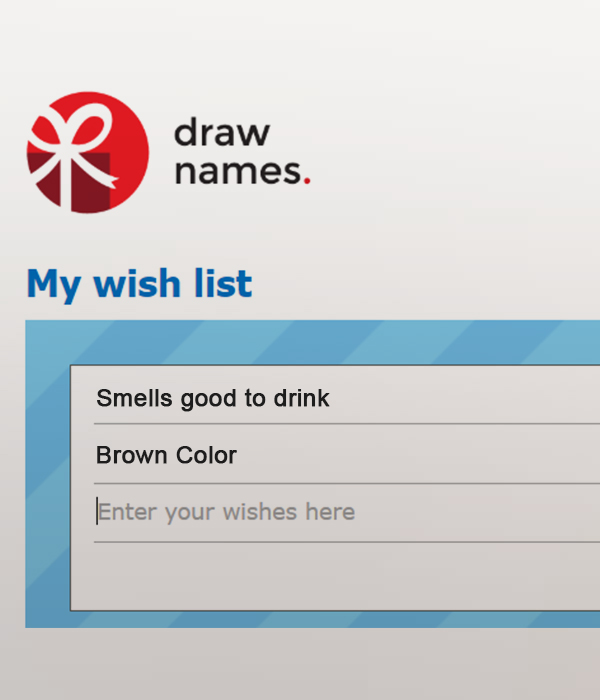 draw
names.
My wish list
Smells good to drink
Brown Color
Enter your wishes here